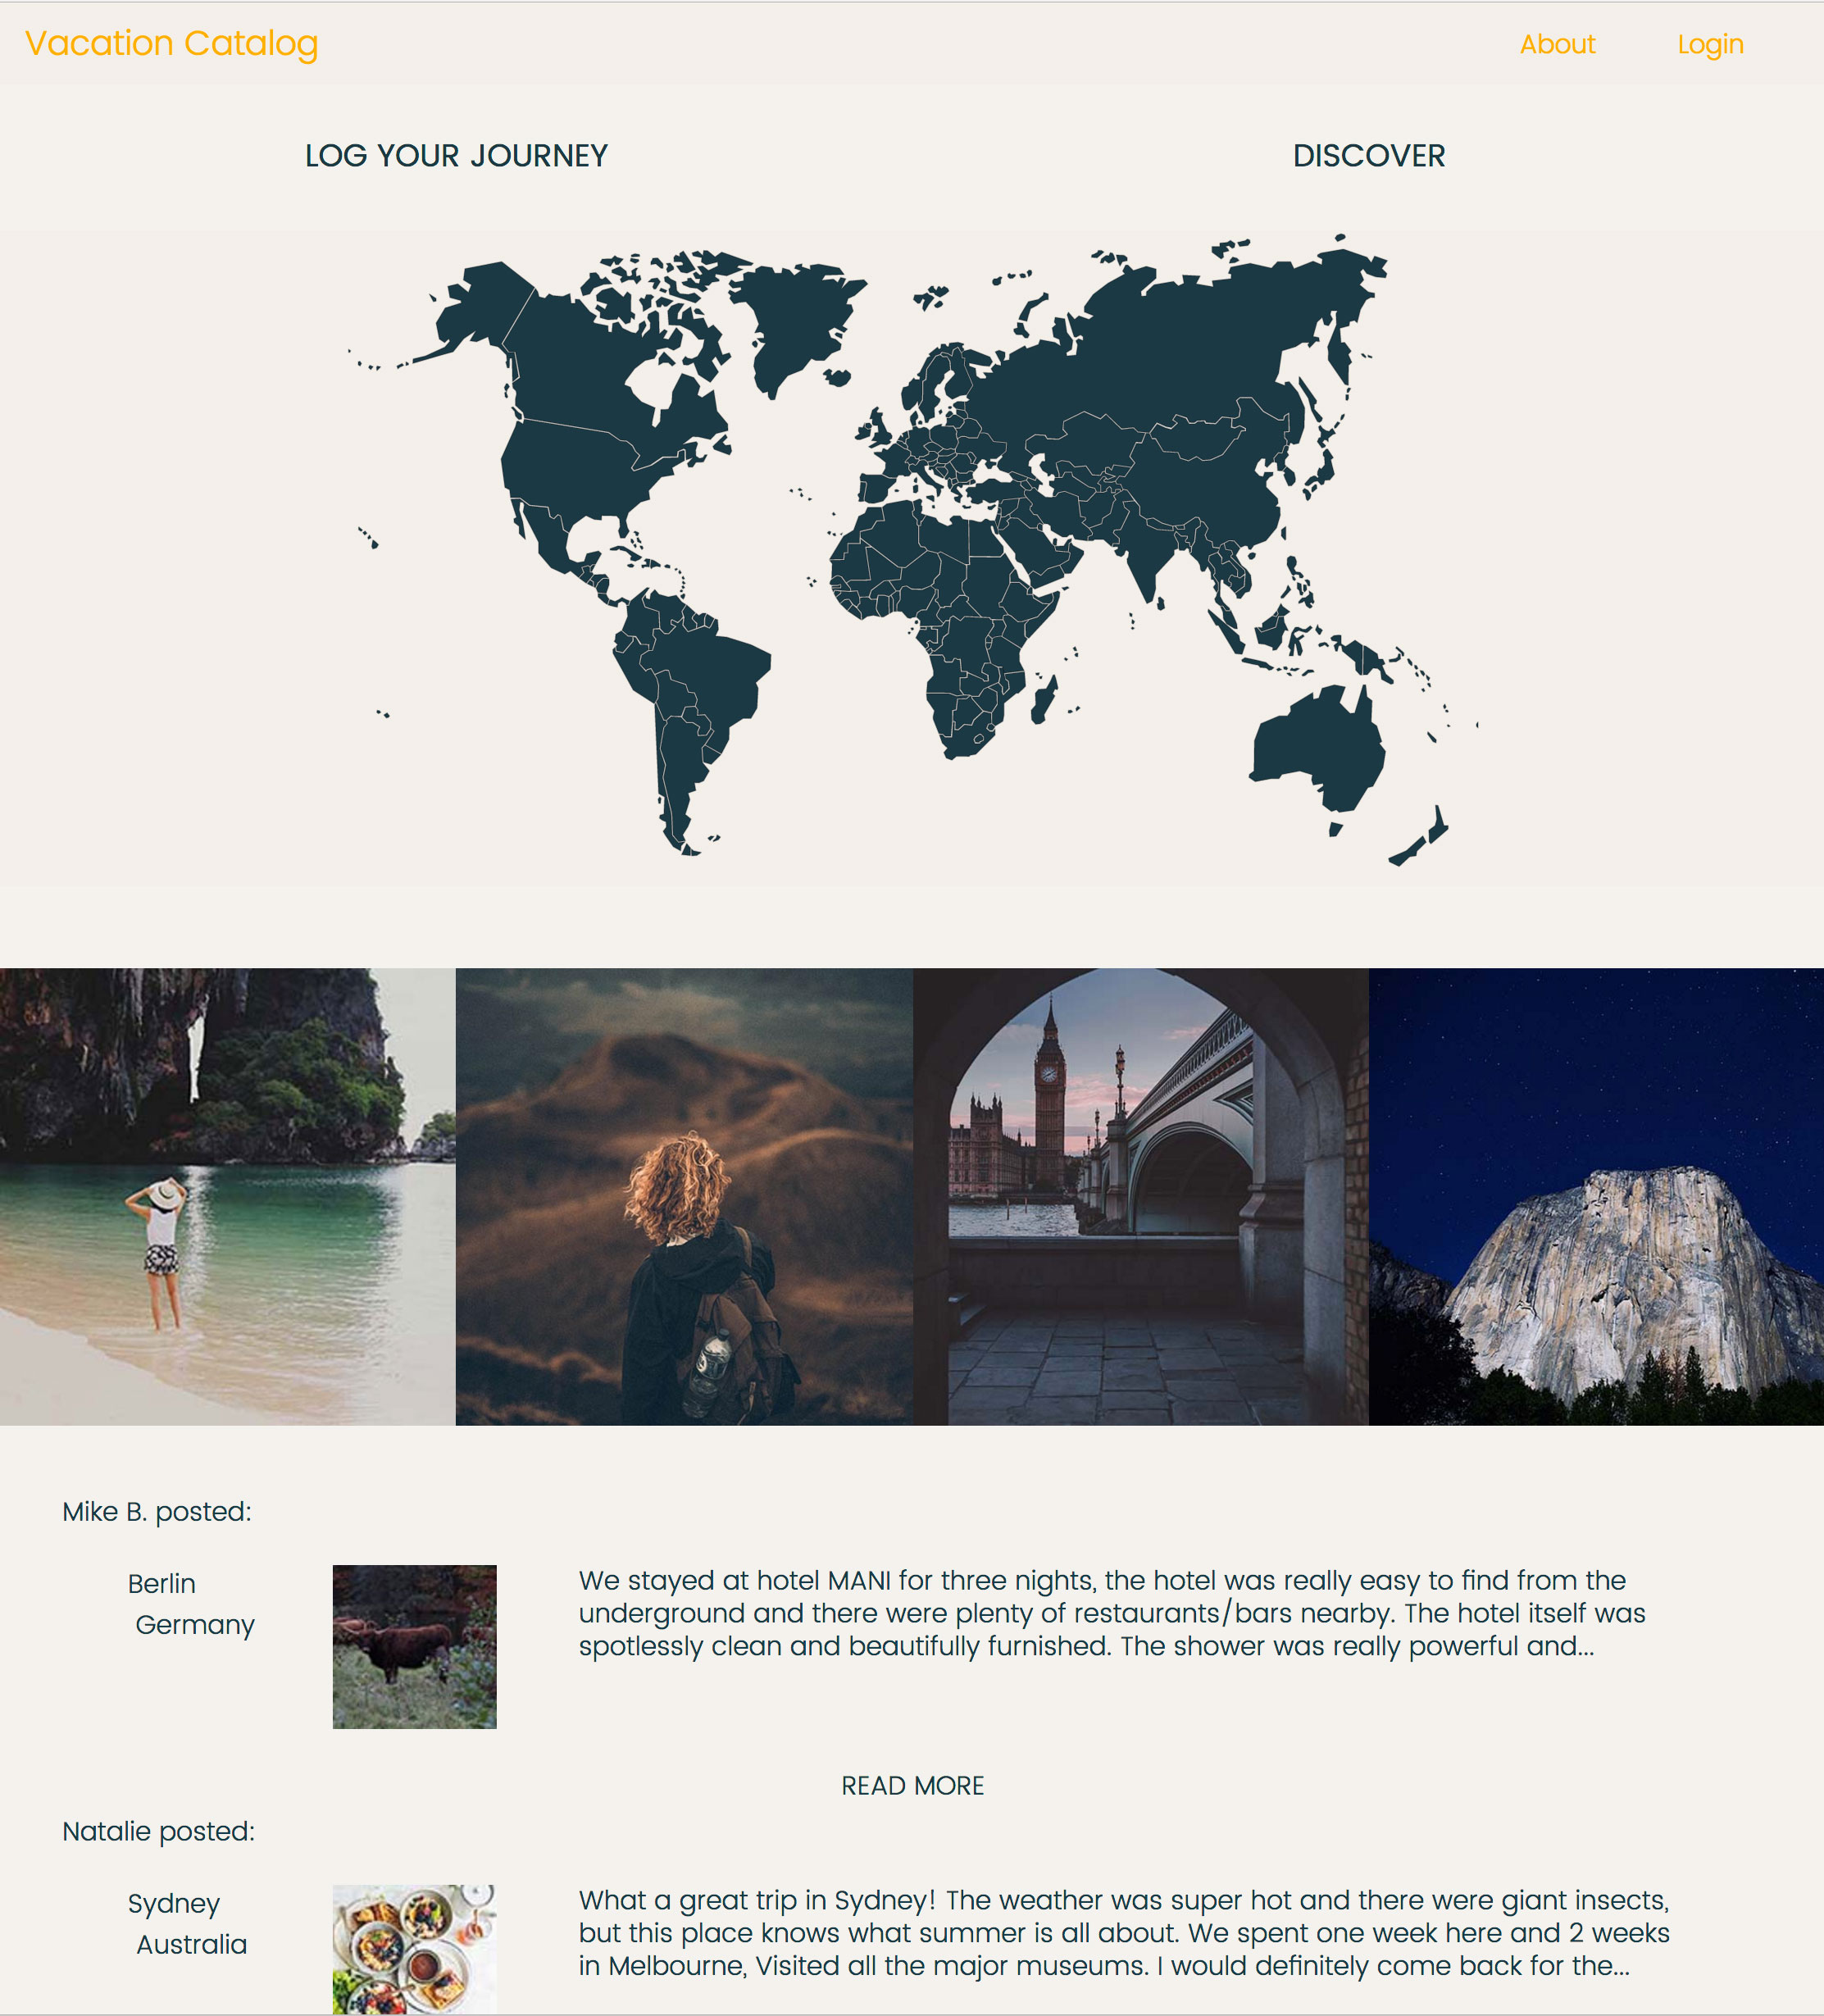 Vacation Catalog
About
Login
LOG YOUR JOURNEY
DISCOVER
Mike B. posted:
Berlin
Germany
We stayed at hotel MANI for three nights, the hotel was really easy to find from the
underground and there were plenty of restaurants/bars nearby. The hotel itself was
spotlessly clean and beautifully furnished. The shower was really powerful and...
READ MORE
Natalie posted:
Sydney
Australia
What a great trip in Sydney! The weather was super hot and there were giant insects,
but this place knows what summer is all about. We spent one week here and 2 weeks
in Melbourne, Visited all the major museums. I would definitely come back for the...